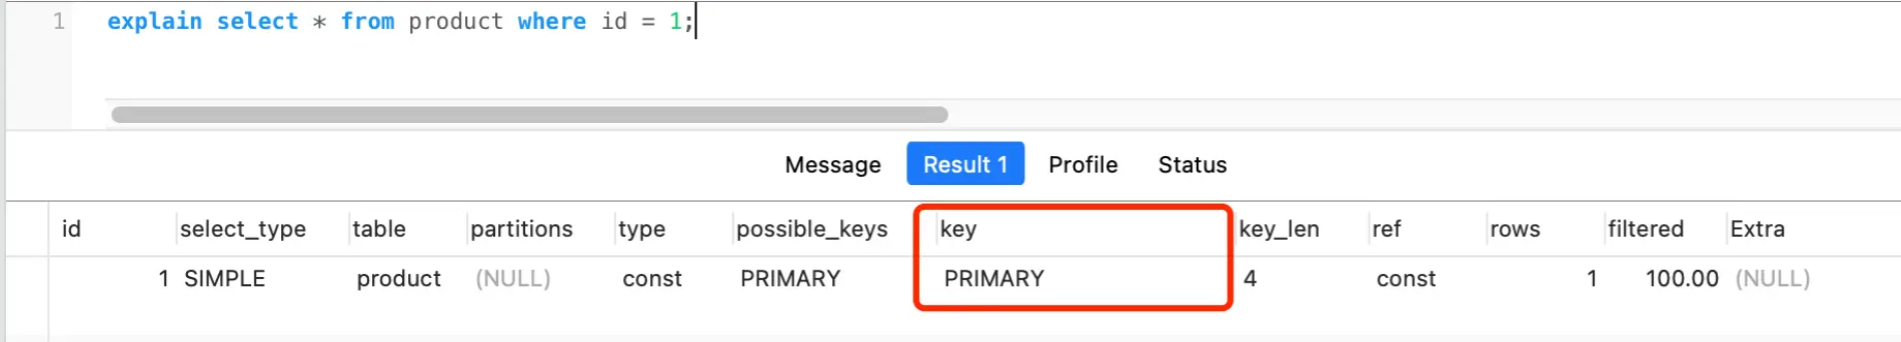 1 explain select * from product where id = 1;
Message Result 1 Profile Status
id select_type table partitions type possible_keys key key_len ref rows filtered Extra
1 SIMPLE product (NULL) const PRIMARY PRIMARY 4 const 1 100.00 (NULL)